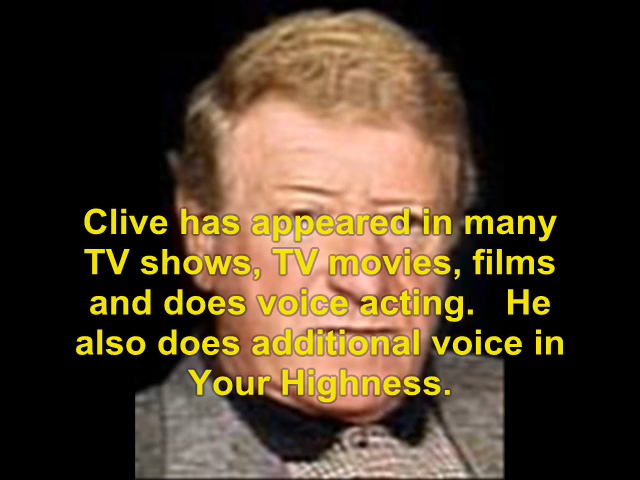 Clive has appeared in many
TV shows, TV movies, films
and does voice acting.   He
also does additional voice in
Your Highness.